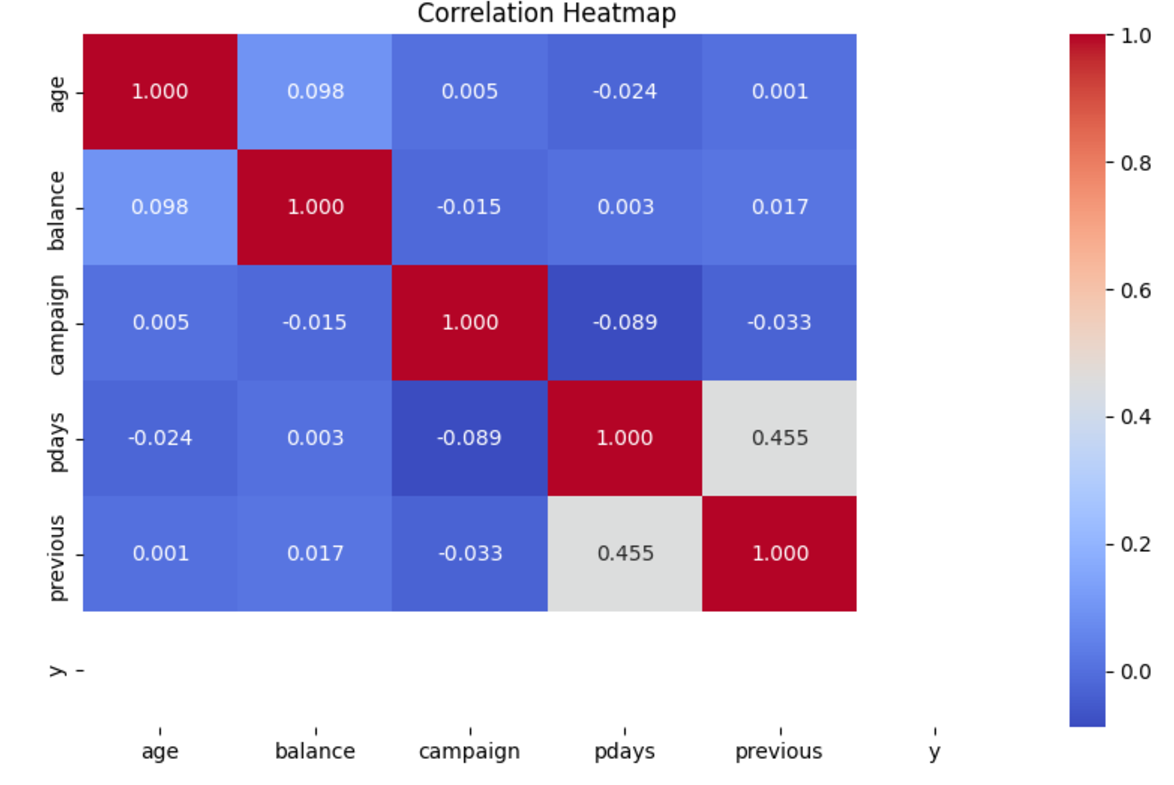 Correlation Heatmap
age 1.000 0.098 0.005 -0.024 0.001
balance 0.098 1.000 -0.015 0.003 0.017
campaign 0.005 -0.015 1.000 -0.089 -0.033
pdays -0.024 0.003 -0.089 1.000 0.455
previous 0.001 0.017 -0.033 0.455 1.000
y
age balance campaign pdays previous y
1.0
0.8
0.6
0.4
0.2
0.0